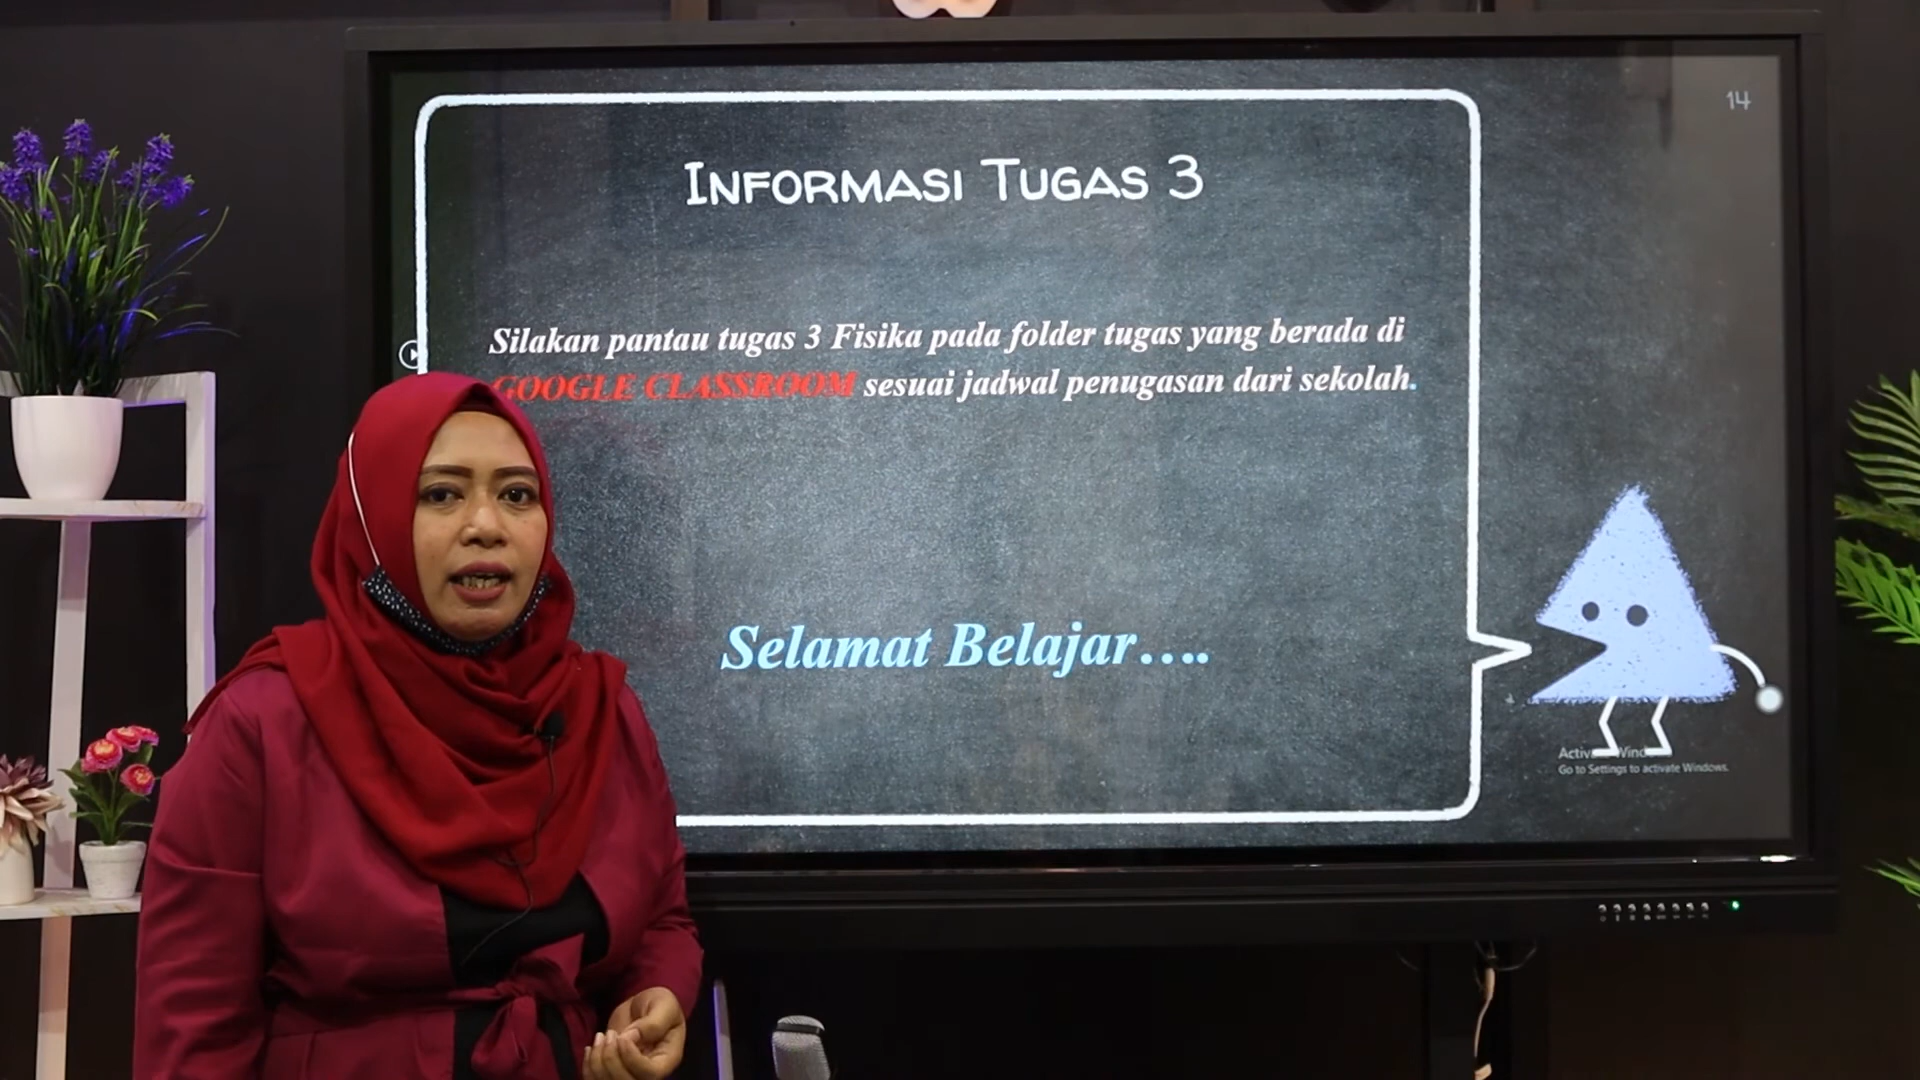 14
INFORMASI TUGAS 3
Silakan pantau tugas 3 Fisika pada folder tugas yang berada di
GOOGLE CLASSROOM sesuai jadwal penugasan dari sekolah.
Selamat Belajar….
Go to Settings to activate Windows.